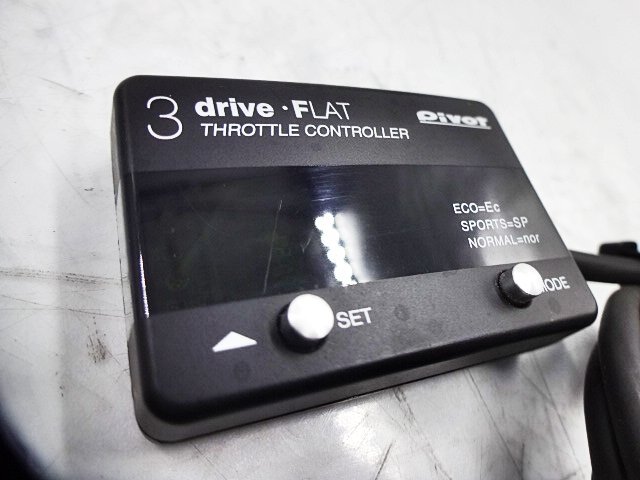 3 drive・FLAT
THROTTLE CONTROLLER
Pivot
ECO=Ec
SPORTS=SP
NORMAL=nor
SET
MODE